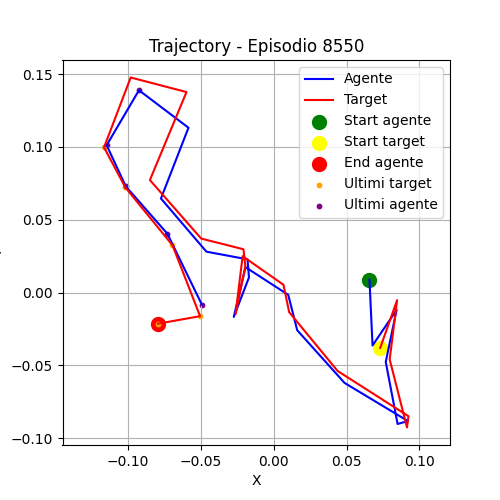 Trajectory - Episodio 8550
Agente
Target
Start agente
Start target
End agente
Ultimi target
Ultimi agente
0.15
0.10
0.05
0.00
−0.05
−0.10
−0.10
−0.05
0.00
0.05
0.10
X